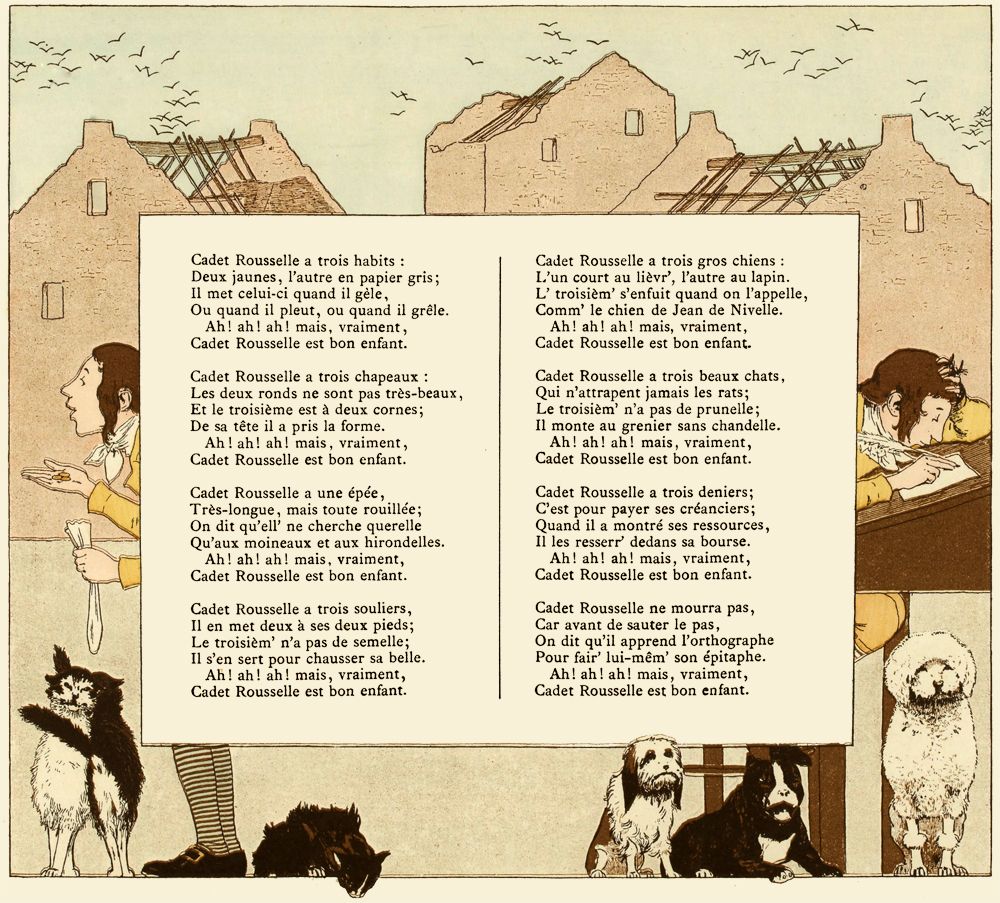 Cadet Rousselle a trois habits :
Deux jaunes, l'autre en papier gris;
Il met celui-ci quand il gèle,
Ou quand il pleut, ou quand il grêle.
Ah! ah! ah! mais, vraiment,
Cadet Rousselle est bon enfant.
Cadet Rousselle a trois chapeaux :
Les deux ronds ne sont pas très-beaux,
Et le troisième est à deux cornes;
De sa tête il a pris la forme.
Ah! ah! ah! mais, vraiment,
Cadet Rousselle est bon enfant.
Cadet Rousselle a une épée,
Très-longue, mais toute rouillée;
On dit qu'ell' ne cherche querelle
Qu'aux moineaux et aux hirondelles.
Ah! ah! ah! mais, vraiment,
Cadet Rousselle est bon enfant.
Cadet Rousselle a trois souliers,
Il en met deux à ses deux pieds;
Le troisièm' n'a pas de semelle;
Il s'en sert pour chausser sa belle.
Ah! ah! ah! mais, vraiment,
Cadet Rousselle est bon enfant.
Cadet Rousselle a trois gros chiens :
L'un court au lièvr', l'autre au lapin.
L' troisièm' s'enfuit quand on l'appelle,
Comm' le chien de Jean de Nivelle.
Ah! ah! ah! mais, vraiment,
Cadet Rousselle est bon enfant.
Cadet Rousselle a trois beaux chats,
Qui n'attrapent jamais les rats;
Le troisièm' n'a pas de prunelle;
Il monte au grenier sans chandelle.
Ah! ah! ah! mais, vraiment,
Cadet Rousselle est bon enfant.
Cadet Rousselle a trois deniers;
C'est pour payer ses créanciers;
Quand il a montré ses ressources,
Il les resserr' dedans sa bourse.
Ah! ah! ah! mais, vraiment,
Cadet Rousselle est bon enfant.
Cadet Rousselle ne mourra pas,
Car avant de sauter le pas,
On dit qu'il apprend l'orthographe
Pour fair' lui-mêm' son épitaphe.
Ah! ah! ah! mais, vraiment,
Cadet Rousselle est bon enfant.